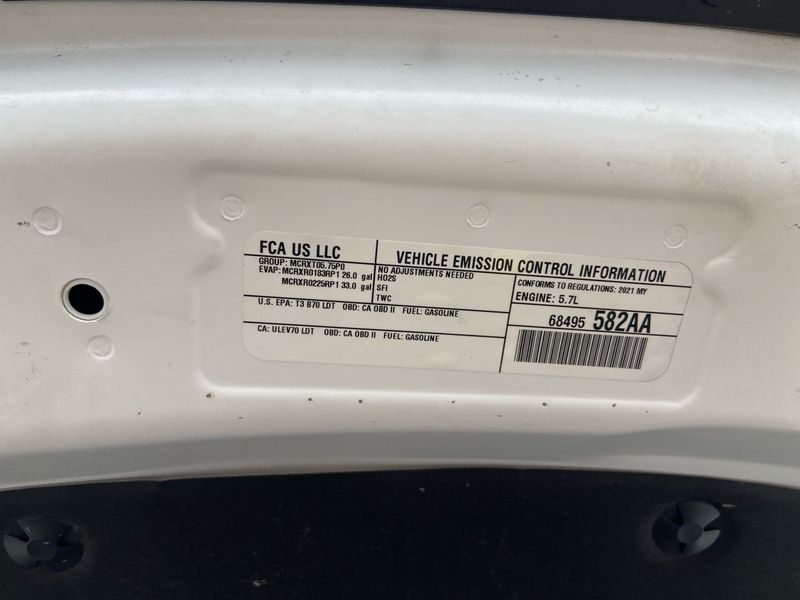 FCA US LLC
VEHICLE EMISSION CONTROL INFORMATION
GROUP: MCRXT05.75P0
EVAP: MCRXR0183RP1 26.0 gal
MCRXR0225RP1 33.0 gal
NO ADJUSTMENTS NEEDED
HO2S
SFI
TWC
CONFORMS TO REGULATIONS: 2021 MY
ENGINE: 5.7L
U.S. EPA: T3 B70 LDT OBD: CA OBD II FUEL: GASOLINE
CA: ULEV70 LDT OBD: CA OBD II FUEL: GASOLINE
68495 582AA